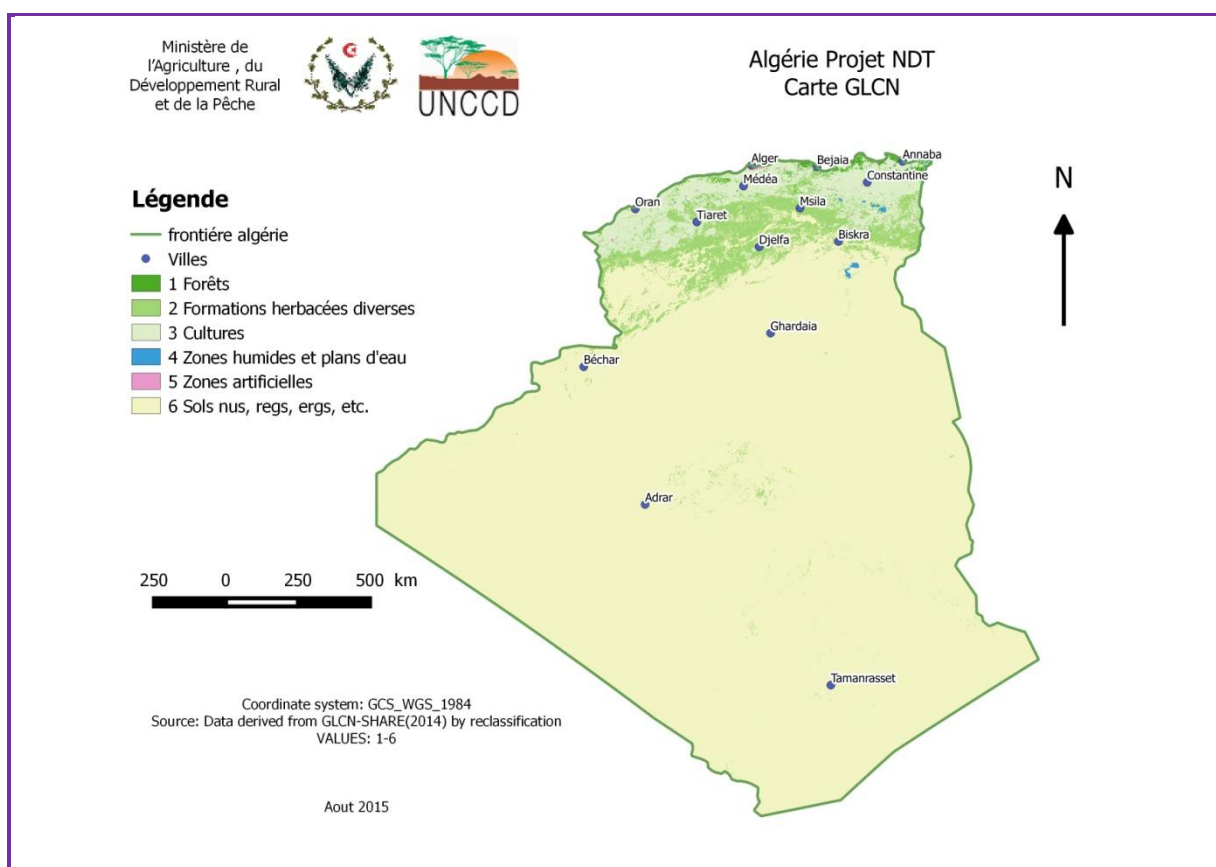 Ministère de
l'Agriculture , du
Développement Rural
et de la Pêche
UNCCD
Algérie Projet NDT
Carte GLCN
N
Légende
frontiére algérie
Villes
1 Forêts
2 Formations herbacées diverses
3 Cultures
4 Zones humides et plans d'eau
5 Zones artificielles
6 Sols nus, regs, ergs, etc.
Alger
Bejaia
Annaba
Médéa
Constantine
Oran
Tiaret
Msila
Djelfa
Biskra
Ghardaia
Béchar
Adrar
Tamanrasset
250 0 250 500 km
Coordinate system: GCS_WGS_1984
Source: Data derived from GLCN-SHARE(2014) by reclassification
VALUES: 1-6
Aout 2015